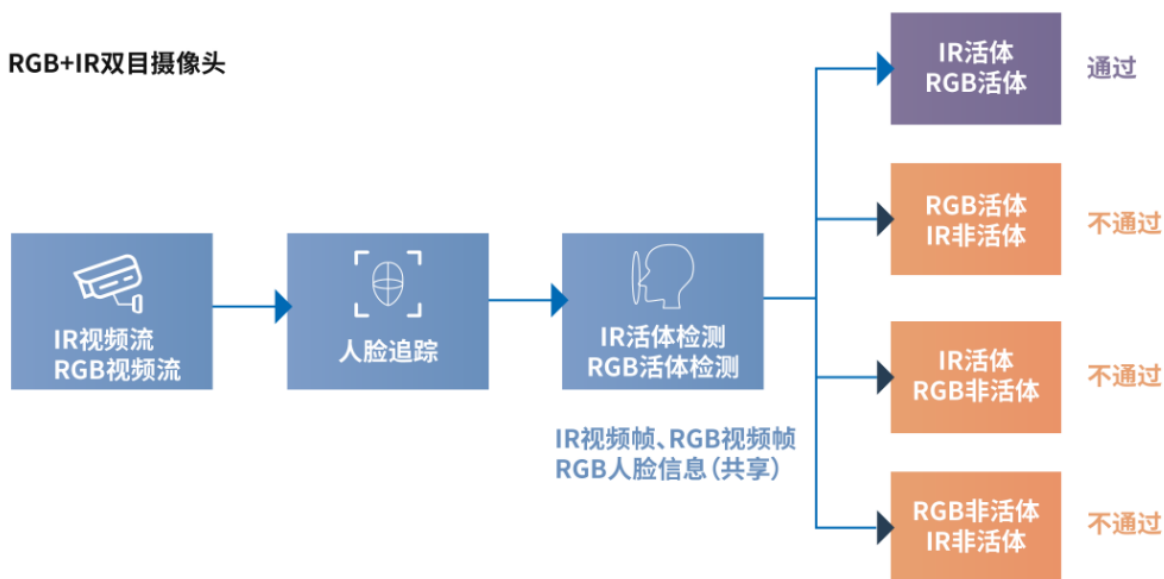 RGB+IR双目摄像头
IR视频流
RGB视频流
人脸追踪
IR活体检测
RGB活体检测
IR视频帧、RGB视频帧
RGB人脸信息(共享)
IR活体
RGB活体
通过
RGB活体
IR非活体
不通过
IR活体
RGB非活体
不通过
RGB非活体
IR非活体
不通过